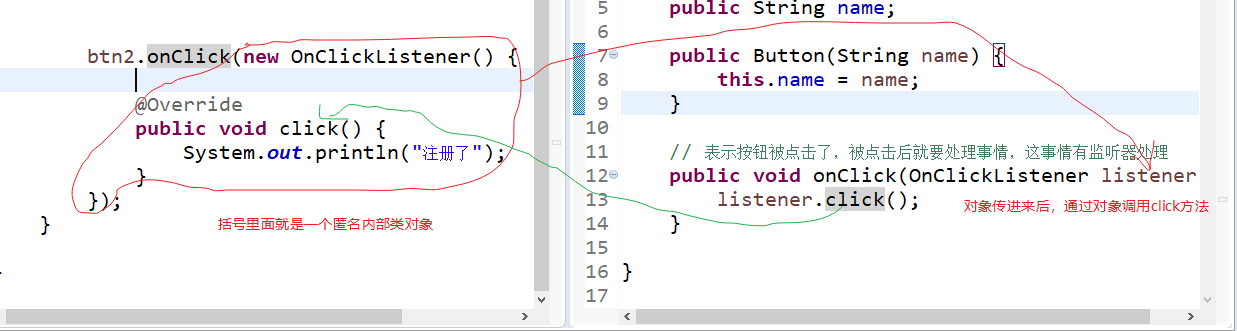 btn2.onClick(new OnClickListener() {
@Override
public void click() {
System.out.println("注册了");
}
});
}
括号里面就是一个匿名内部类对象
5 public String name;
6
7 public Button(String name) {
8 this.name = name;
9 }
10
11 // 表示按钮被点击了，被点击后就要处理事情，这事情有监听器处理
12 public void onClick(OnClickListener listener
13 listener.click();
对象传进来后，通过对象调用click方法
14 }
15
16 }
17